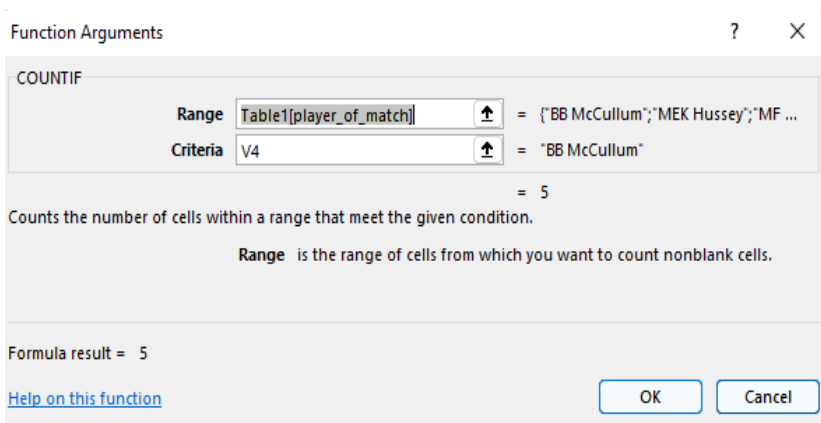 Function Arguments ? ×
COUNTIF
Range Table1[player_of_match] = {"BB McCullum";"MEK Hussey";"MF ...
Criteria V4 = "BB McCullum"
= 5
Counts the number of cells within a range that meet the given condition.
Range is the range of cells from which you want to count nonblank cells.
Formula result = 5
Help on this function OK Cancel